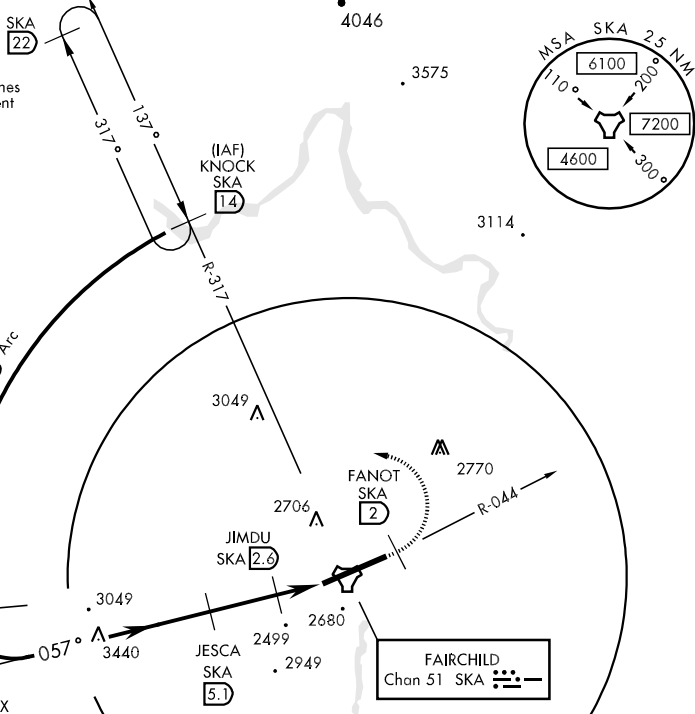 SKA
22
4046
nes
ent
3575
MSA SKA 25 NM
6100
110°
200°
7200
4600
300°
317°
137°
(IAF)
KNOCK
SKA
14
3114
R-317
Arc
3049
2770
FANOT
SKA
2
2706
R-044
JIMDU
SKA 2.6
3049
057°
3440
2499
2680
2949
JESCA
SKA
5.1
FAIRCHILD
Chan 51 SKA
X